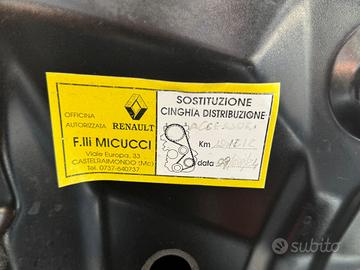 OFFICINA
AUTORIZZATA
RENAULT
F.lli MICUCCI
Viale Europa, 33
CASTELRAIMONDO (Mc)
Tel. 0737-640737
SOSTITUZIONE
CINGHIA DISTRIBUZIONE
Km
data
subito